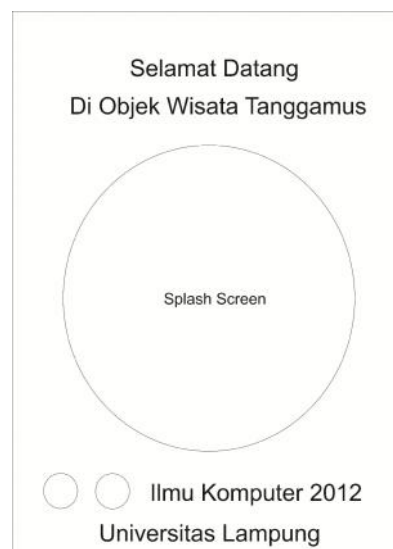 Selamat Datang
Di Objek Wisata Tanggamus
Splash Screen
Ilmu Komputer 2012
Universitas Lampung